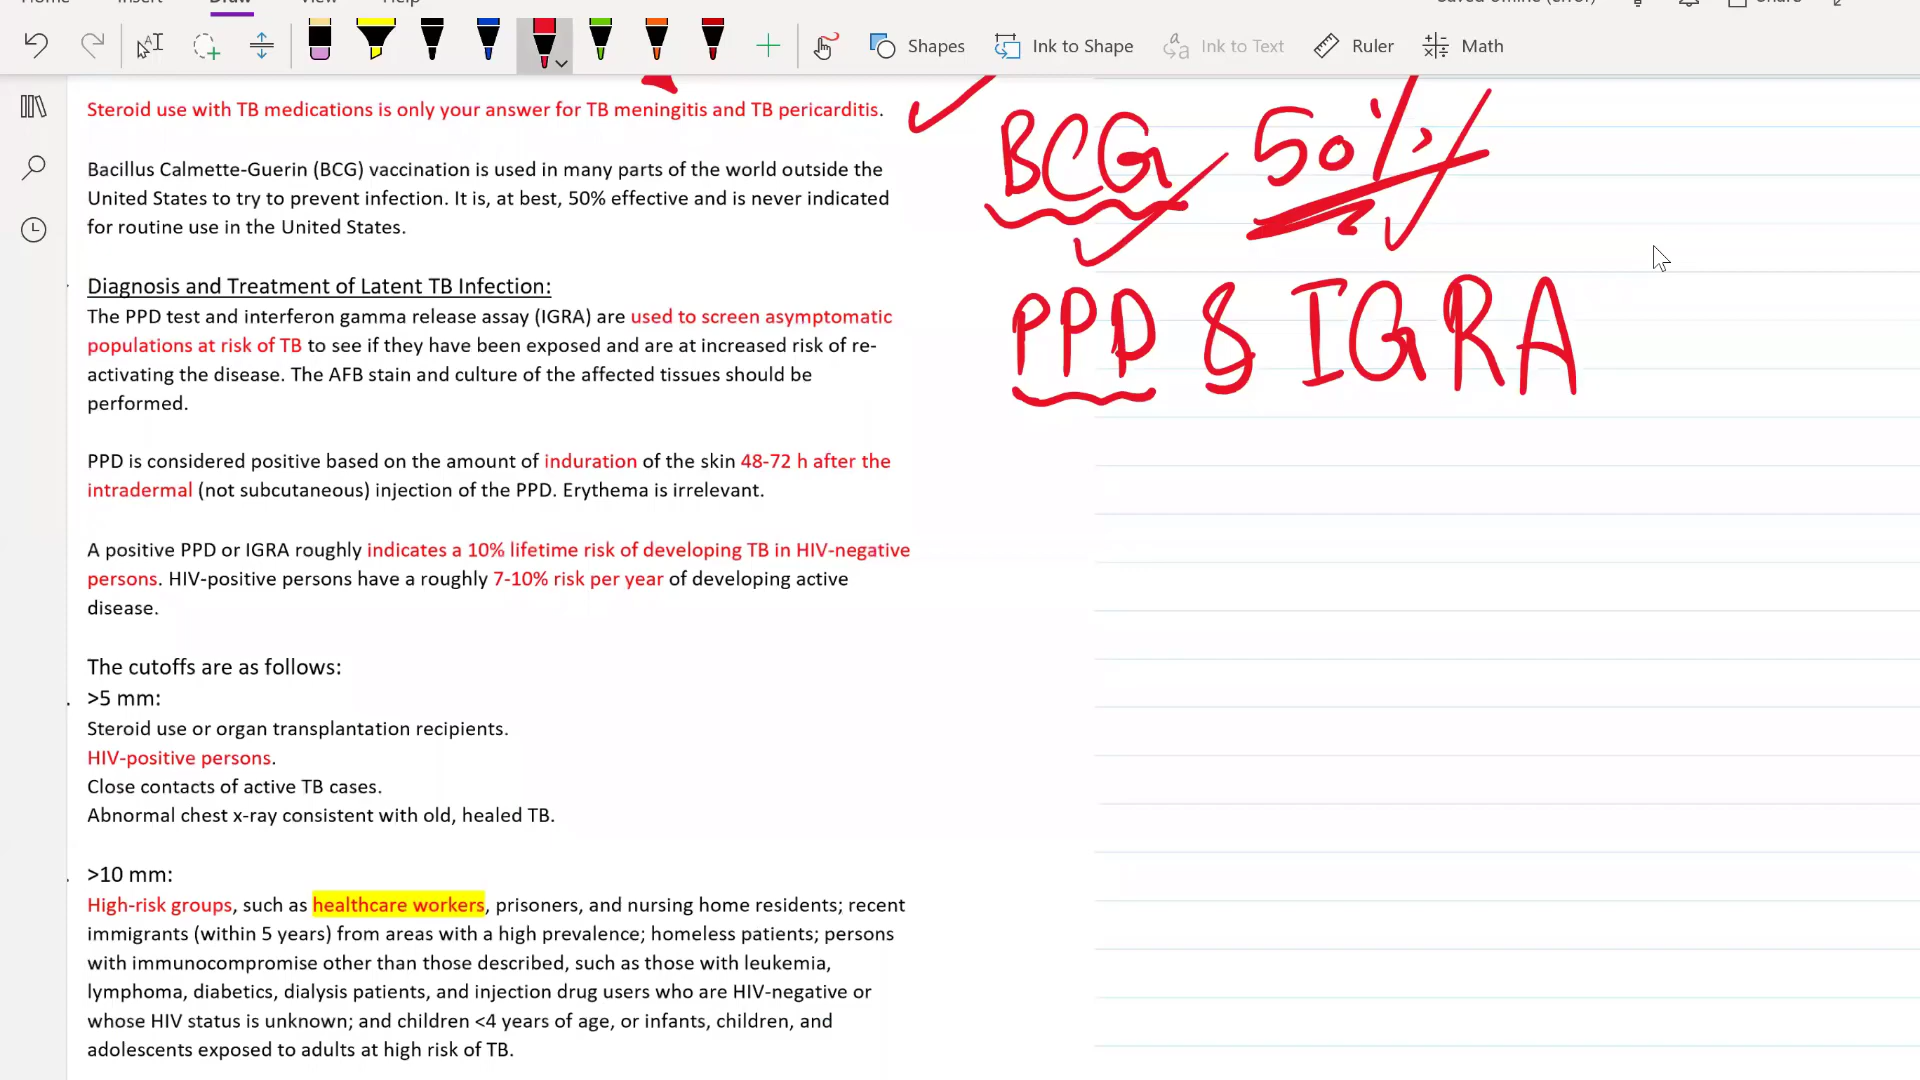 Home Insert Draw View Help Saved online (error) Share
Shapes Ink to Shape Ink to Text Ruler Math
Steroid use with TB medications is only your answer for TB meningitis and TB pericarditis.
BCG 50%
Bacillus Calmette-Guerin (BCG) vaccination is used in many parts of the world outside the
United States to try to prevent infection. It is, at best, 50% effective and is never indicated
for routine use in the United States.
Diagnosis and Treatment of Latent TB Infection:
PPD & IGRA
The PPD test and interferon gamma release assay (IGRA) are used to screen asymptomatic
populations at risk of TB to see if they have been exposed and are at increased risk of re-
activating the disease. The AFB stain and culture of the affected tissues should be
performed.
PPD is considered positive based on the amount of induration of the skin 48-72 h after the
intradermal (not subcutaneous) injection of the PPD. Erythema is irrelevant.
A positive PPD or IGRA roughly indicates a 10% lifetime risk of developing TB in HIV-negative
persons. HIV-positive persons have a roughly 7-10% risk per year of developing active
disease.
The cutoffs are as follows:
>5 mm:
Steroid use or organ transplantation recipients.
HIV-positive persons.
Close contacts of active TB cases.
Abnormal chest x-ray consistent with old, healed TB.
>10 mm:
High-risk groups, such as healthcare workers, prisoners, and nursing home residents; recent
immigrants (within 5 years) from areas with a high prevalence; homeless patients; persons
with immunocompromise other than those described, such as those with leukemia,
lymphoma, diabetics, dialysis patients, and injection drug users who are HIV-negative or
whose HIV status is unknown; and children <4 years of age, or infants, children, and
adolescents exposed to adults at high risk of TB.